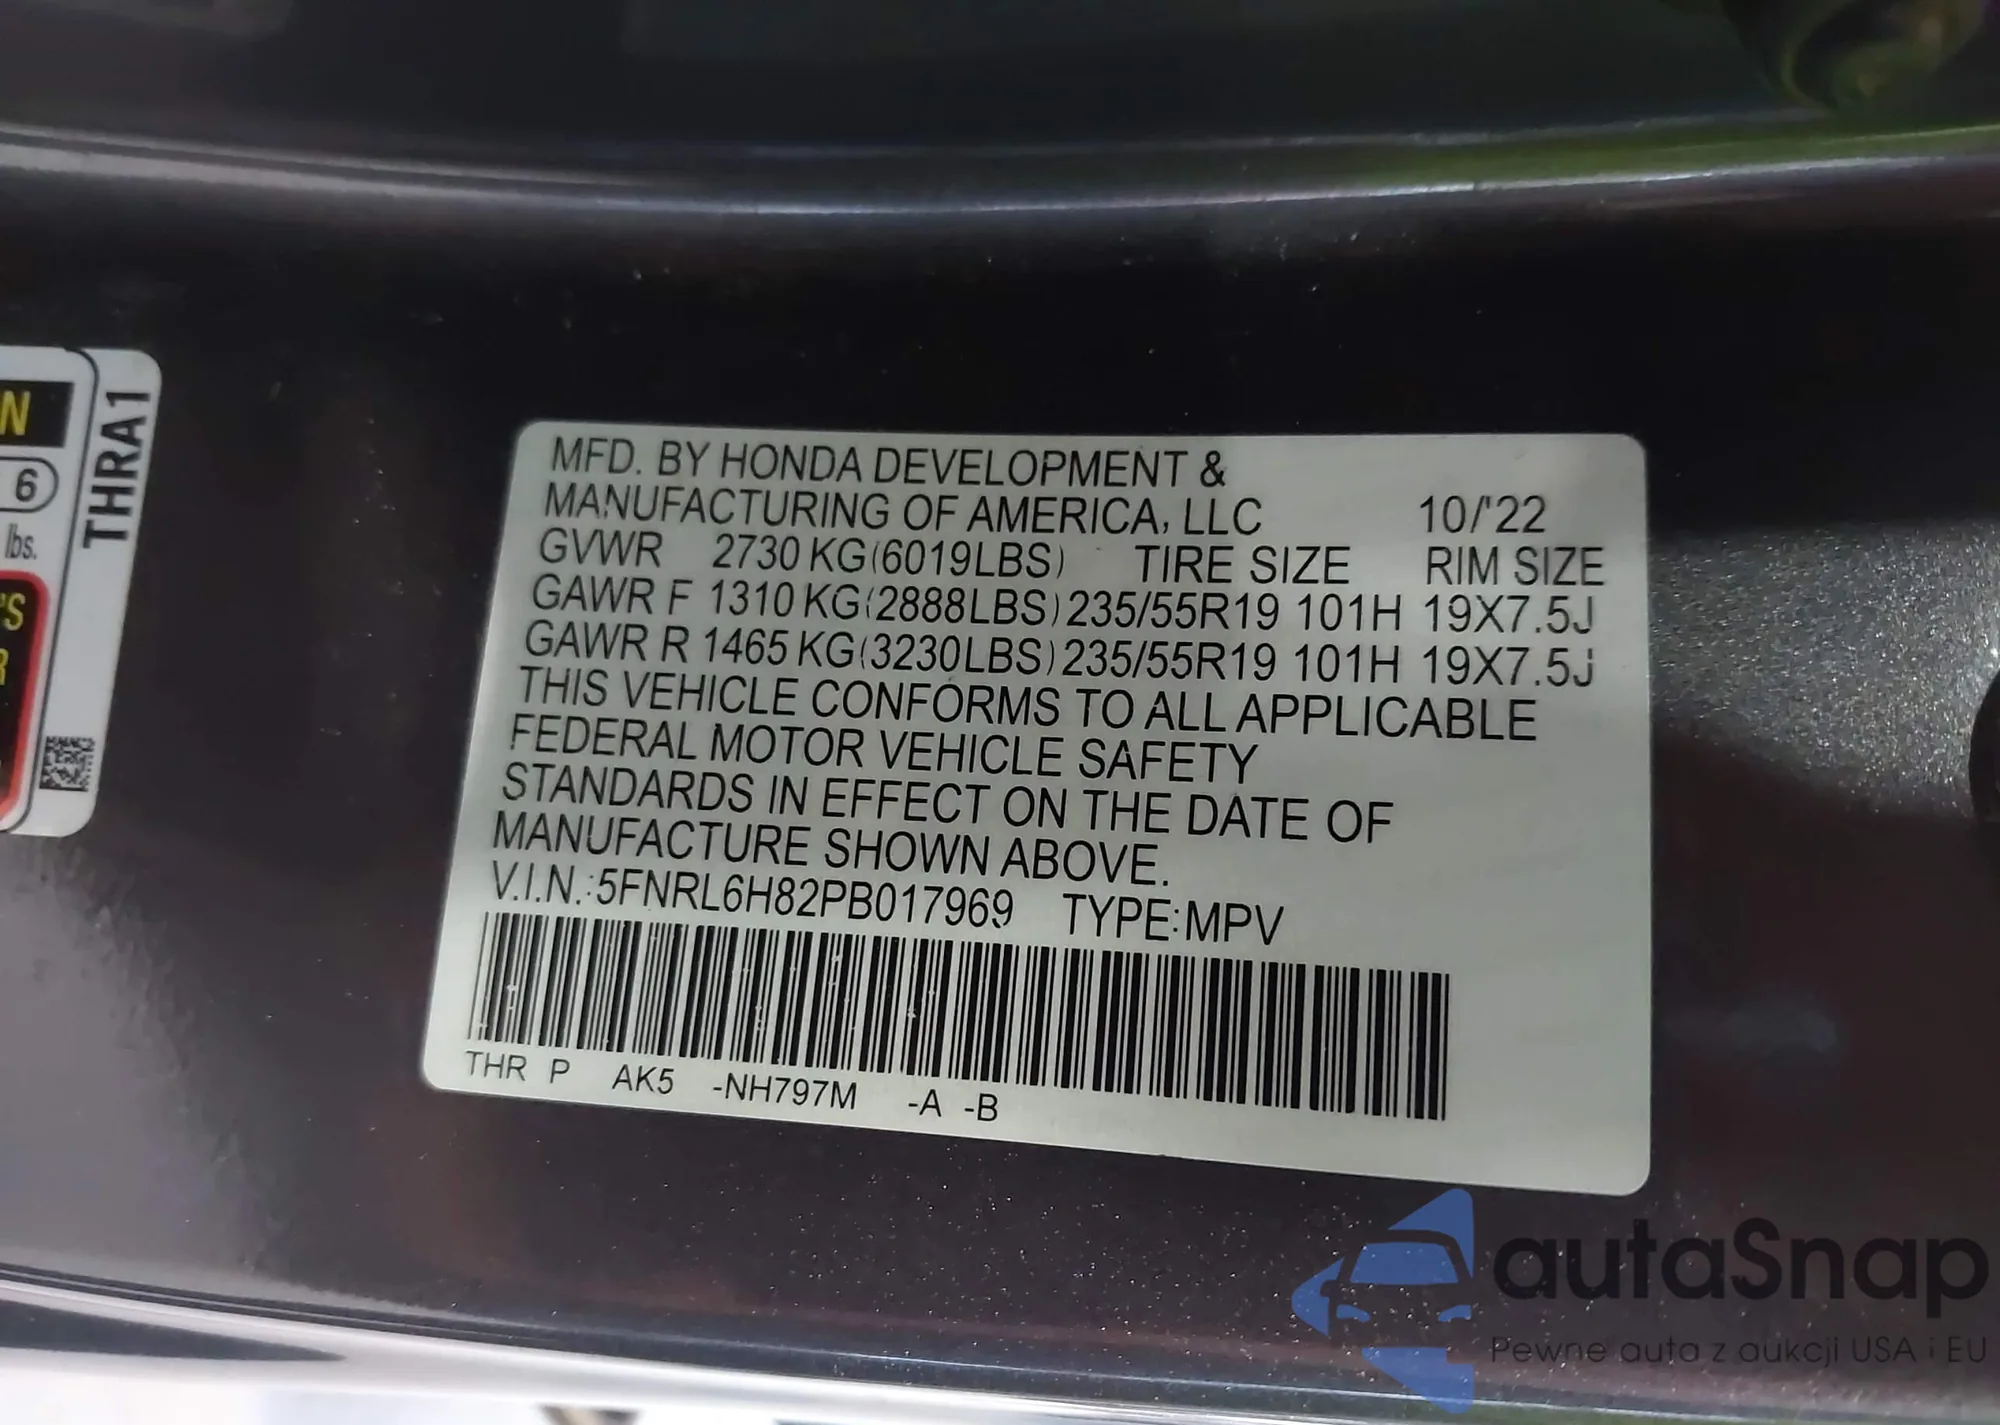 N
6
lbs.
'S
R
THRA1
MFD. BY HONDA DEVELOPMENT &
MANUFACTURING OF AMERICA, LLC 10/'22
GVWR 2730 KG(6019LBS) TIRE SIZE RIM SIZE
GAWR F 1310 KG(2888LBS) 235/55R19 101H 19X7.5J
GAWR R 1465 KG(3230LBS) 235/55R19 101H 19X7.5J
THIS VEHICLE CONFORMS TO ALL APPLICABLE
FEDERAL MOTOR VEHICLE SAFETY
STANDARDS IN EFFECT ON THE DATE OF
MANUFACTURE SHOWN ABOVE.
V.I.N.:5FNRL6H82PB017969 TYPE:MPV
THR P AK5 -NH797M -A -B
autaSnap
Pewne auta z aukcji USA i EU